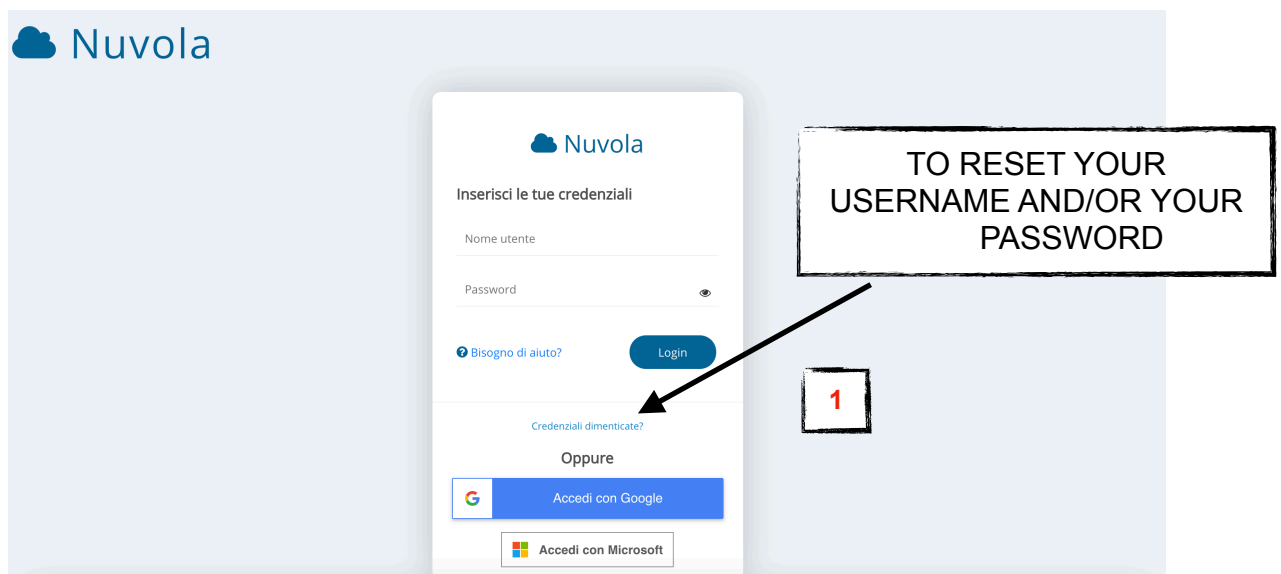 Nuvola
Nuvola
Inserisci le tue credenziali
Nome utente
Password
Bisogno di aiuto?
Login
Credenziali dimenticate?
Oppure
Accedi con Google
Accedi con Microsoft
TO RESET YOUR
USERNAME AND/OR YOUR
PASSWORD
1